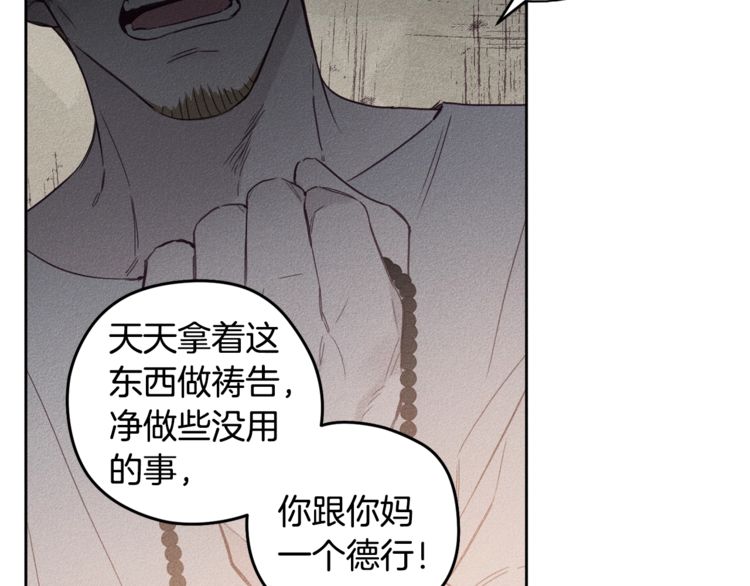 天天拿着这
东西做祷告，
净做些没用
的事，
你跟你妈
一个德行！